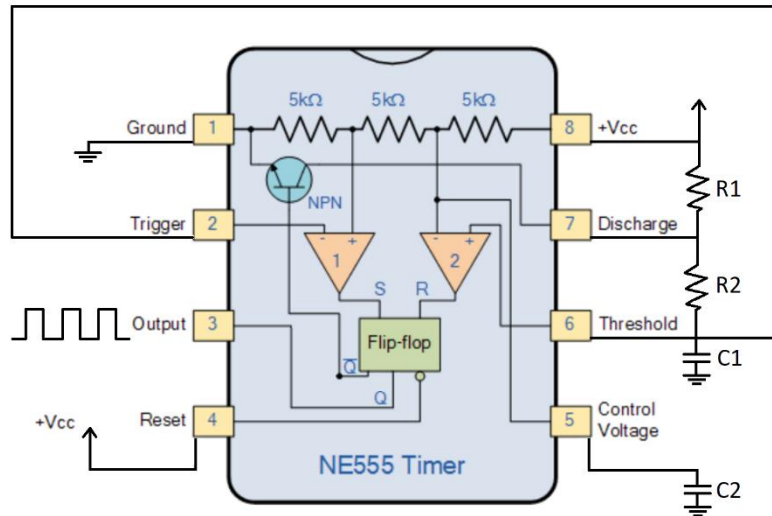 5kΩ 5kΩ 5kΩ
Ground 1
8 +Vcc
R1
NPN
Trigger 2
- +
- +
7 Discharge
1
2
R2
S R
Output 3
6 Threshold
Flip-flop
C1
Q̅
Q
+Vcc
Reset 4
5 Control
Voltage
NE555 Timer
C2